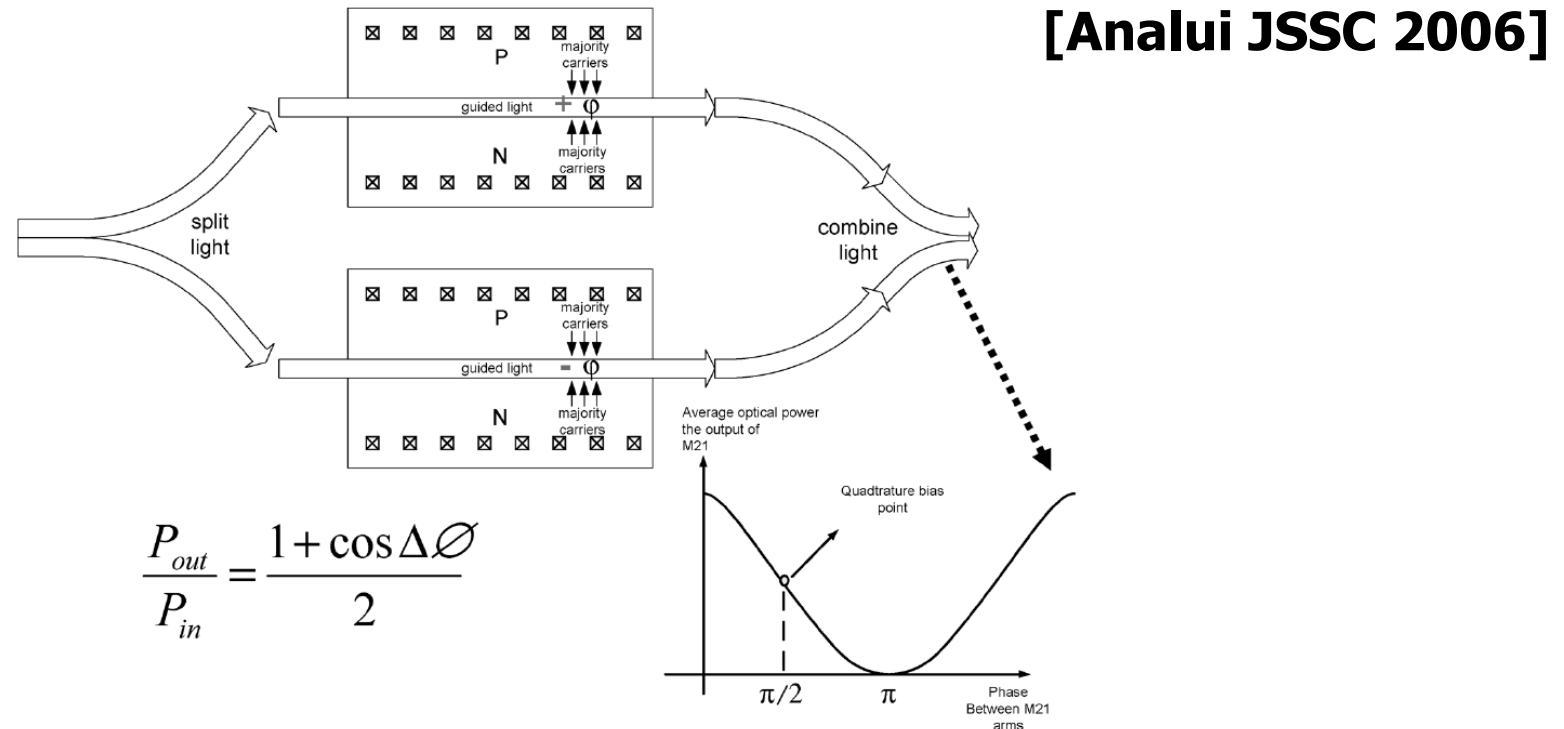 [Analui JSSC 2006]
P
majority
carriers
guided light + φ
majority
carriers
N
split
light
combine
light
P
majority
carriers
guided light - φ
majority
carriers
N
Average optical power
the output of
M21
Quadtrature bias
point
P_out / P_in = (1 + cos Δ∅) / 2
π/2
π
Phase
Between M21
arms